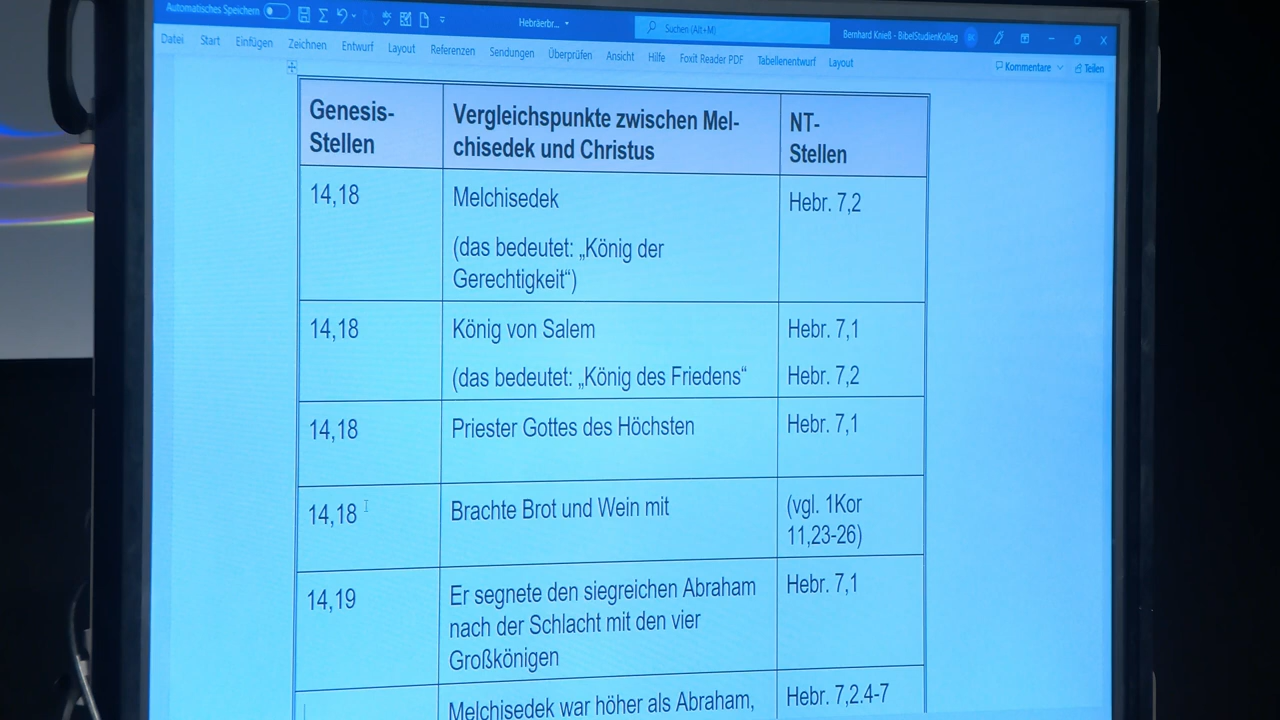 Automatisches Speichern
Hebräerbr...
Suchen (Alt+M)
Bernhard Knieß - BibelStudienKolleg
Datei Start Einfügen Zeichnen Entwurf Layout Referenzen Sendungen Überprüfen Ansicht Hilfe Foxit Reader PDF Tabellenentwurf Layout
Kommentare Teilen
Genesis-
Stellen
Vergleichspunkte zwischen Mel-
chisedek und Christus
NT-
Stellen
14,18
Melchisedek
(das bedeutet: „König der
Gerechtigkeit“)
Hebr. 7,2
14,18
König von Salem
(das bedeutet: „König des Friedens“
Hebr. 7,1
Hebr. 7,2
14,18
Priester Gottes des Höchsten
Hebr. 7,1
14,18
Brachte Brot und Wein mit
(vgl. 1Kor
11,23-26)
14,19
Er segnete den siegreichen Abraham
nach der Schlacht mit den vier
Großkönigen
Hebr. 7,1
Melchisedek war höher als Abraham,
Hebr. 7,2.4-7